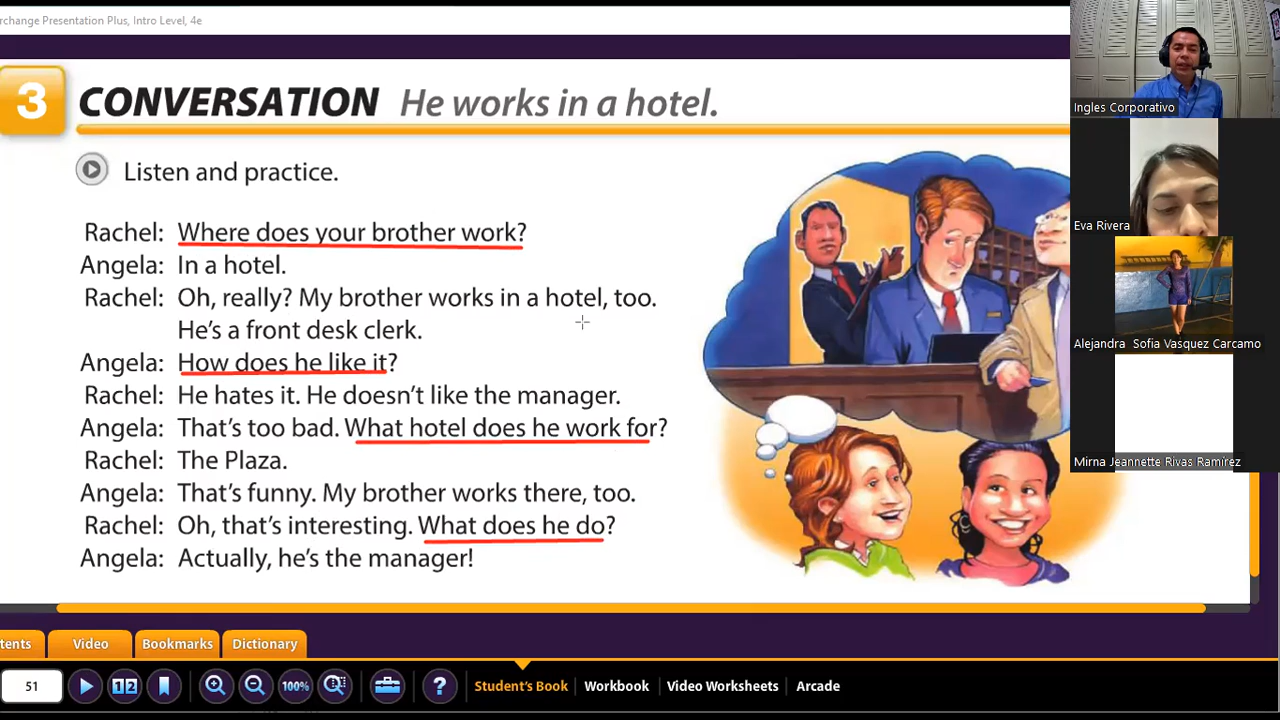 rchange Presentation Plus, Intro Level, 4e
3 CONVERSATION He works in a hotel.
Listen and practice.
Rachel: Where does your brother work?
Angela: In a hotel.
Rachel: Oh, really? My brother works in a hotel, too.
He's a front desk clerk.
Angela: How does he like it?
Rachel: He hates it. He doesn't like the manager.
Angela: That's too bad. What hotel does he work for?
Rachel: The Plaza.
Angela: That's funny. My brother works there, too.
Rachel: Oh, that's interesting. What does he do?
Angela: Actually, he's the manager!
Ingles Corporativo
Eva Rivera
Alejandra Sofia Vasquez Carcamo
Mirna Jeannette Rivas Ramirez
tents Video Bookmarks Dictionary
51 12 100% ? Student's Book Workbook Video Worksheets Arcade